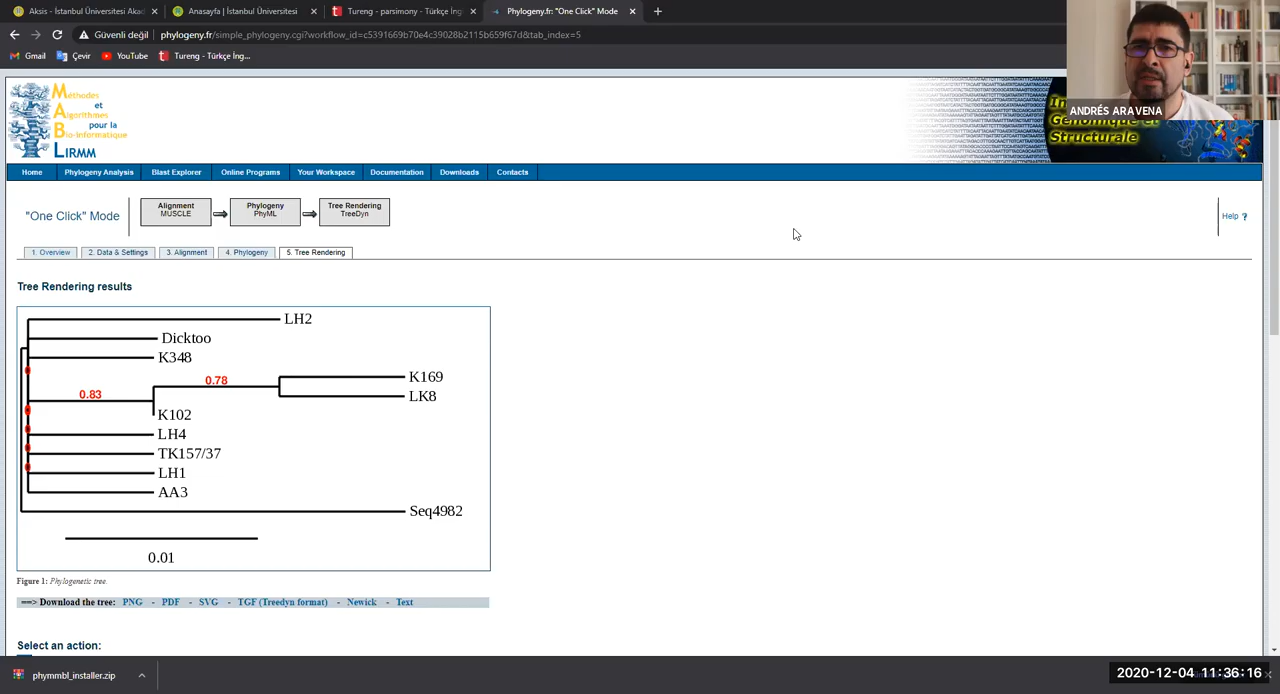 Aksis - İstanbul Üniversitesi Akad
Anasayfa | İstanbul Üniversitesi
Tureng - parsimony - Türkçe İng
Phylogeny.fr: "One Click" Mode
Güvenli değil
phylogeny.fr/simple_phylogeny.cgi?workflow_id=c5391669b70e4c39028b2115b659f67d&tab_index=5
Gmail
Çevir
YouTube
Tureng - Türkçe İng...
Méthodes
et
Algorithmes
pour la
Bio-Informatique
LIRMM
Génomique et
Structurale
ANDRÉS ARAVENA
Home
Phylogeny Analysis
Blast Explorer
Online Programs
Your Workspace
Documentation
Downloads
Contacts
"One Click" Mode
Alignment
MUSCLE
Phylogeny
PhyML
Tree Rendering
TreeDyn
Help ?
1. Overview
2. Data & Settings
3. Alignment
4. Phylogeny
5. Tree Rendering
Tree Rendering results
LH2
Dicktoo
K348
K169
0.78
0.83
LK8
K102
LH4
TK157/37
LH1
AA3
Seq4982
0.01
Figure 1: Phylogenetic tree.
==> Download the tree: PNG - PDF - SVG - TGF (Treedyn format) - Newick - Text
Select an action:
phymmbl_installer.zip
2020-12-04 11:36:16